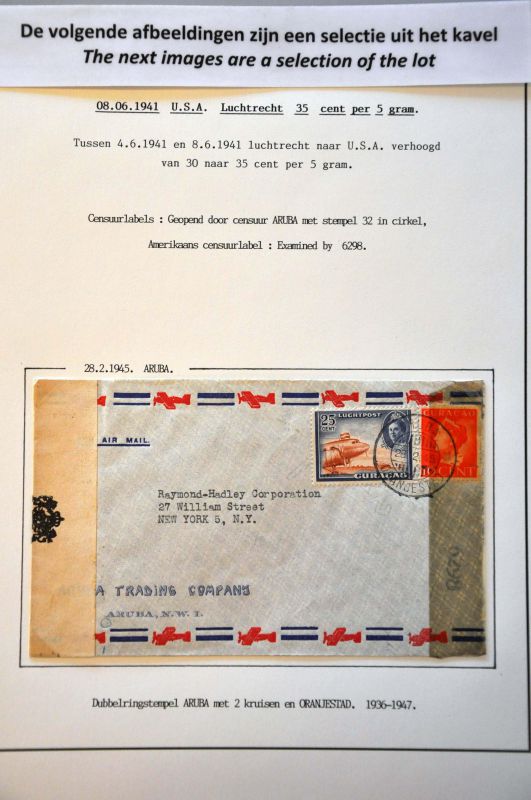 De volgende afbeeldingen zijn een selectie uit het kavel
The next images are a selection of the lot
08.06.1941 U.S.A. Luchtrecht 35 cent per 5 gram.
Tussen 4.6.1941 en 8.6.1941 luchtrecht naar U.S.A. verhoogd
van 30 naar 35 cent per 5 gram.
Censuurlabels : Geopend door censuur ARUBA met stempel 32 in cirkel,
Amerikaans censuurlabel : Examined by 6298.
28.2.1945. ARUBA.
25 CENT
LUCHTPOST
CURAÇAO
CURAÇAO
10 CENT
ORANJESTAD
AIR MAIL
Raymond-Hadley Corporation
27 William Street
NEW YORK 5, N.Y.
A TRADING COMPANY
ARUBA, N.W.I.
Dubbelringstempel ARUBA met 2 kruisen en ORANJESTAD. 1936-1947.